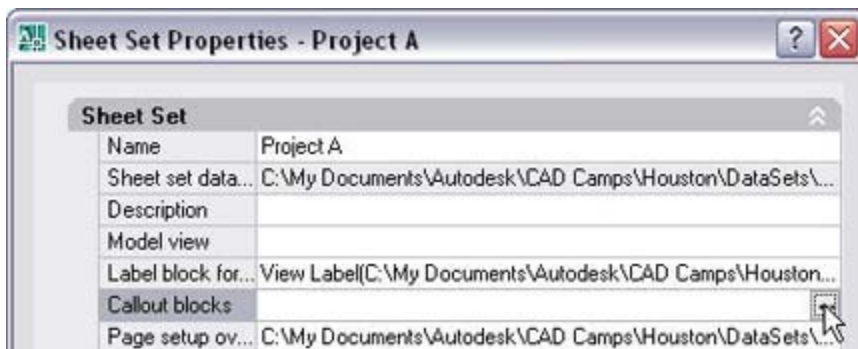 Sheet Set Properties - Project A
Sheet Set
Name Project A
Sheet set data... C:\My Documents\Autodesk\CAD Camps\Houston\DataSets\...
Description
Model view
Label block for... View Label(C:\My Documents\Autodesk\CAD Camps\Houston...
Callout blocks
Page setup ov... C:\My Documents\Autodesk\CAD Camps\Houston\DataSets\...